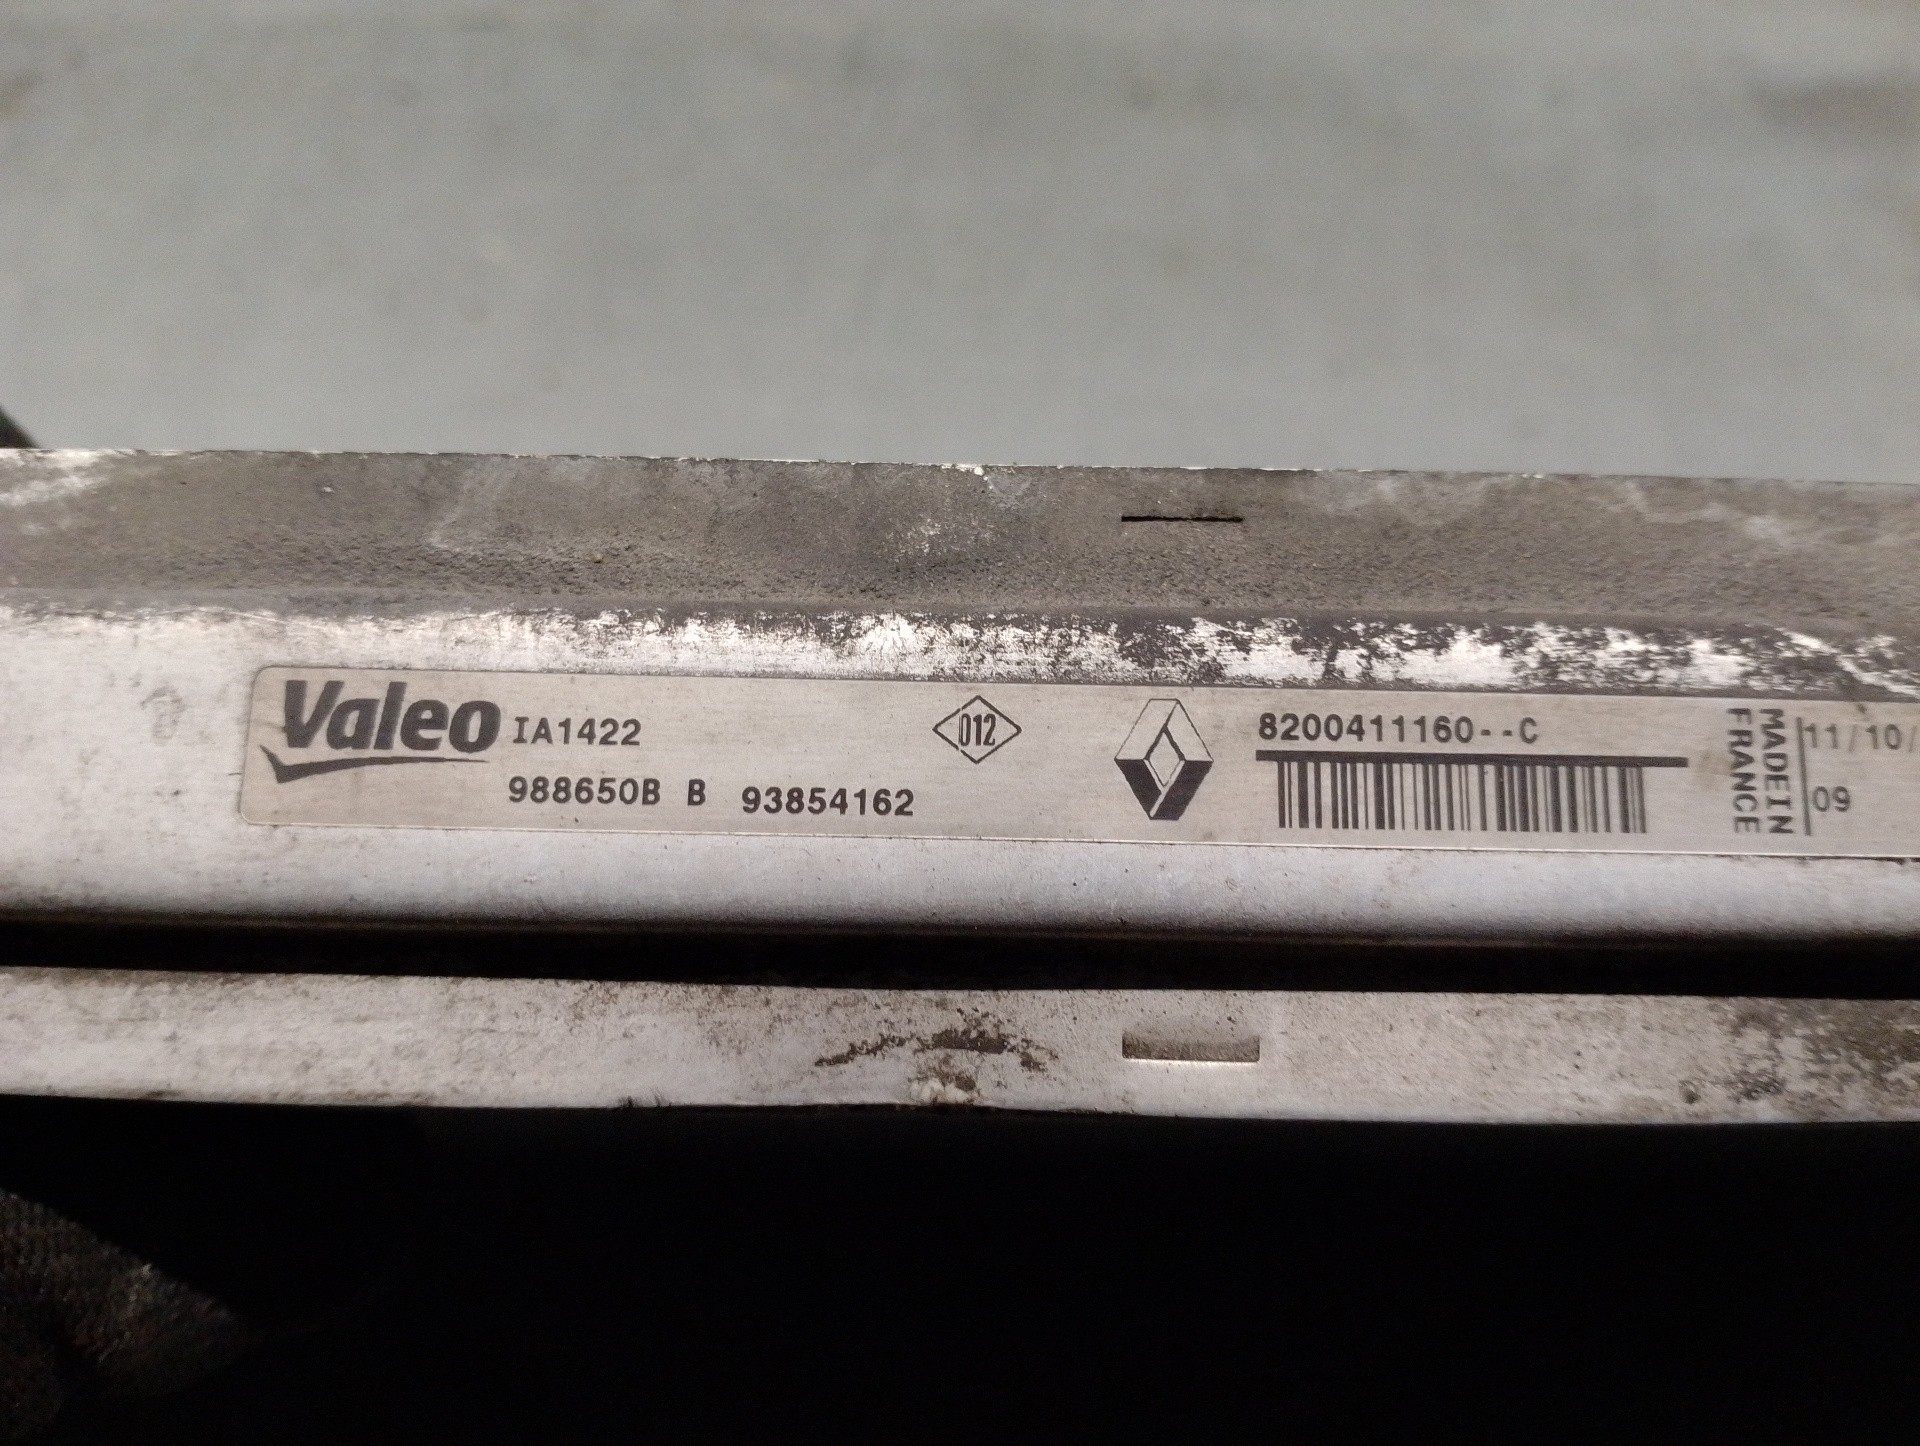 Valeo IA1422
988650B B 93854162
012
8200411160--C
MADE IN
FRANCE
11/10/
09